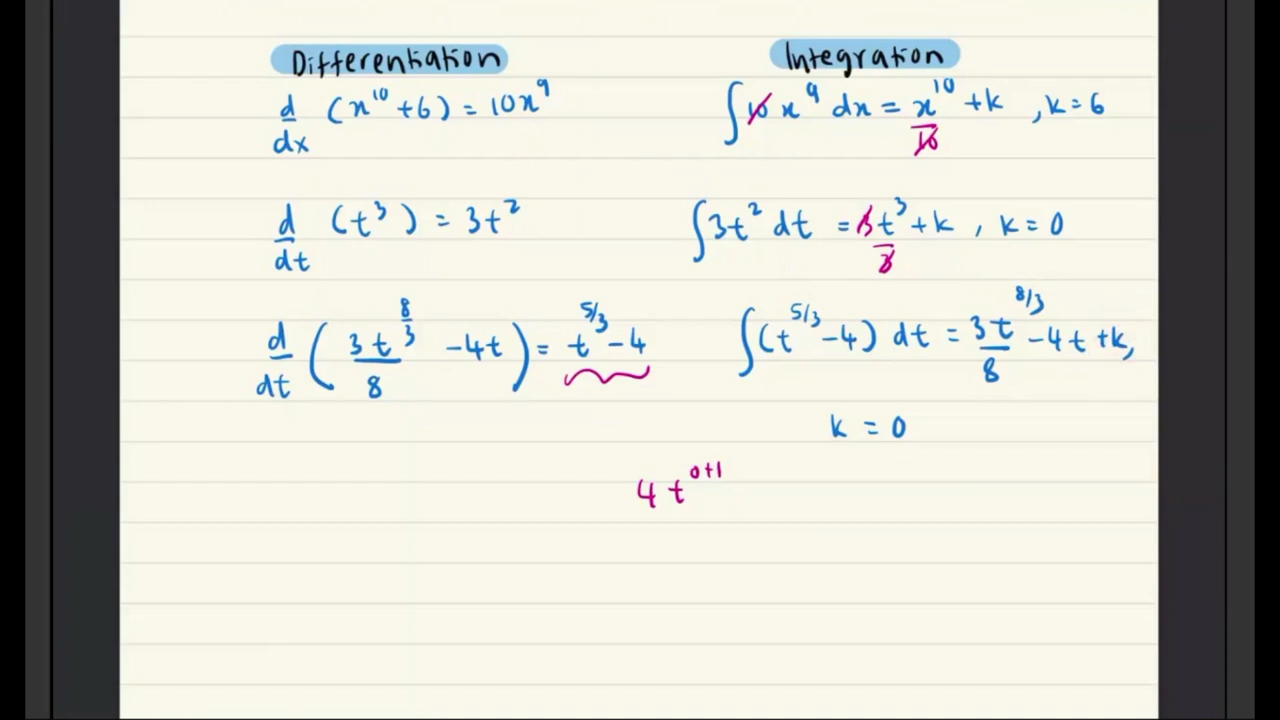 Differentiation Integration
d/dx (x^10 + 6) = 10x^9 ∫10x^9 dx = x^10/10 + k , k = 6
d/dt (t^3) = 3t^2 ∫3t^2 dt = 3t^3/3 + k , k = 0
d/dt (3t^(8/3)/8 - 4t) = t^(5/3) - 4 ∫(t^(5/3) - 4) dt = 3t^(8/3)/8 - 4t + k,
k = 0
4t^(0+1)